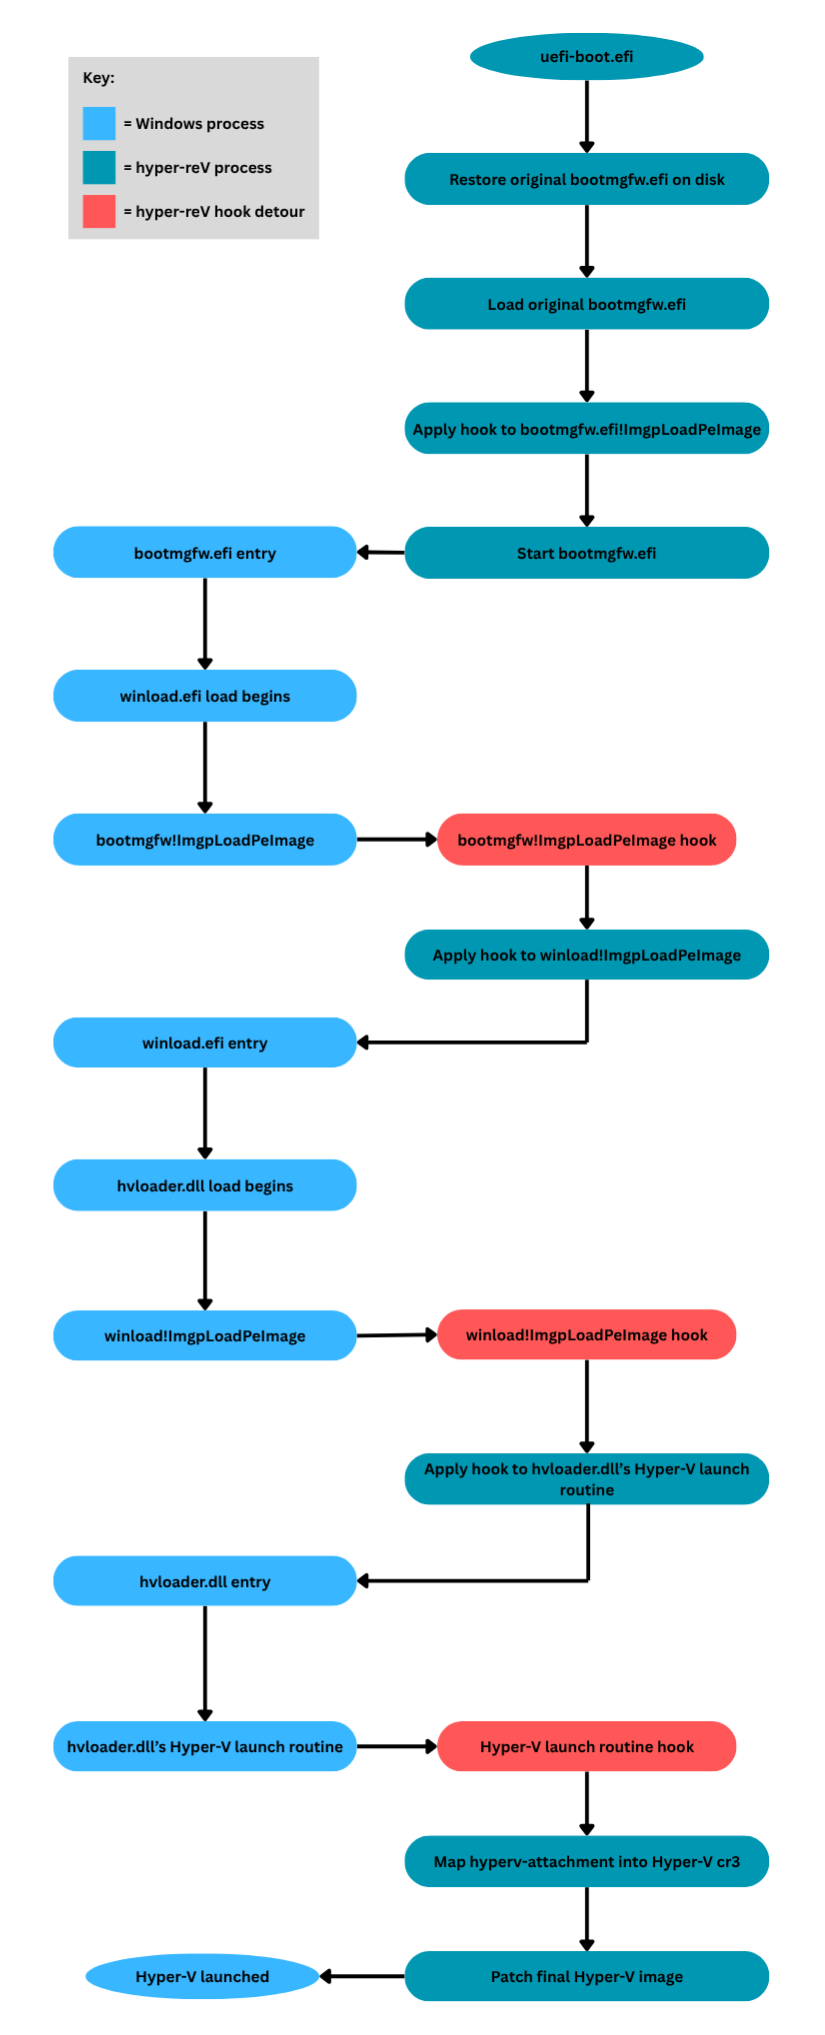 Key:
= Windows process
= hyper-reV process
= hyper-reV hook detour
uefi-boot.efi
Restore original bootmgfw.efi on disk
Load original bootmgfw.efi
Apply hook to bootmgfw.efi!ImgpLoadPeImage
Start bootmgfw.efi
bootmgfw.efi entry
winload.efi load begins
bootmgfw!ImgpLoadPeImage
bootmgfw!ImgpLoadPeImage hook
Apply hook to winload!ImgpLoadPeImage
winload.efi entry
hvloader.dll load begins
winload!ImgpLoadPeImage
winload!ImgpLoadPeImage hook
Apply hook to hvloader.dll’s Hyper-V launch
routine
hvloader.dll entry
hvloader.dll’s Hyper-V launch routine
Hyper-V launch routine hook
Map hyperv-attachment into Hyper-V cr3
Patch final Hyper-V image
Hyper-V launched